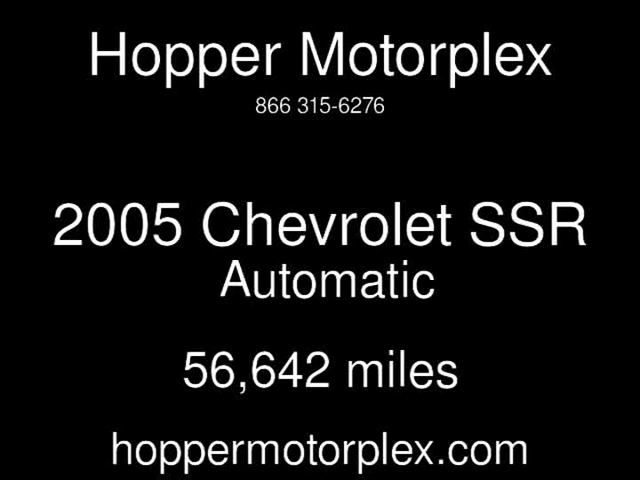 Hopper Motorplex
866 315-6276
2005 Chevrolet SSR
Automatic
56,642 miles
hoppermotorplex.com